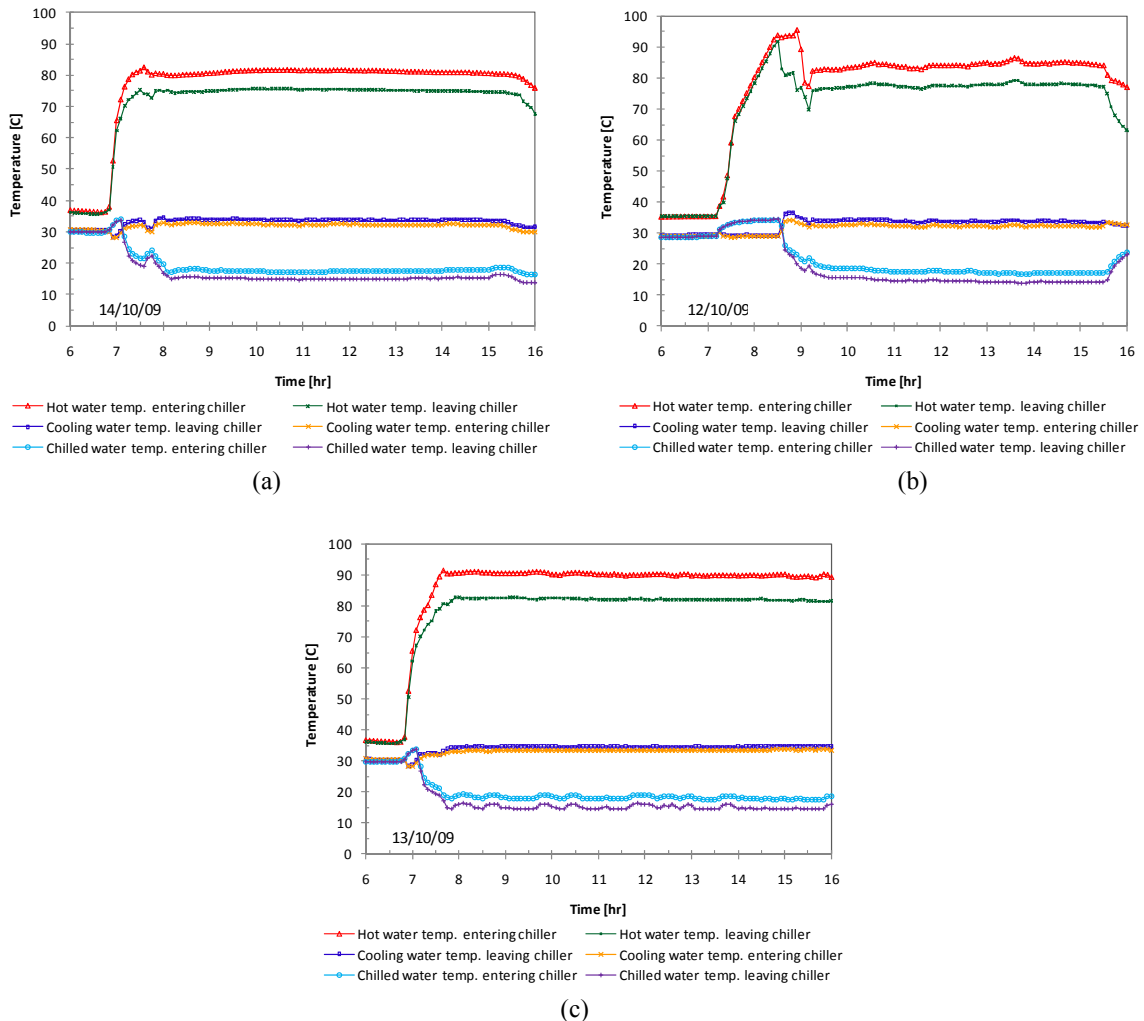 100
90
80
70
60
50
40
30
20
10
0
Temperature [C]
14/10/09
6 7 8 9 10 11 12 13 14 15 16
Time [hr]
Hot water temp. entering chiller Hot water temp. leaving chiller
Cooling water temp. leaving chiller Cooling water temp. entering chiller
Chilled water temp. entering chiller Chilled water temp. leaving chiller
(a)
100
90
80
70
60
50
40
30
20
10
0
Temperature [C]
12/10/09
6 7 8 9 10 11 12 13 14 15 16
Time [hr]
Hot water temp. entering chiller Hot water temp. leaving chiller
Cooling water temp. leaving chiller Cooling water temp. entering chiller
Chilled water temp. entering chiller Chilled water temp. leaving chiller
(b)
100
90
80
70
60
50
40
30
20
10
0
Temperature [C]
13/10/09
6 7 8 9 10 11 12 13 14 15 16
Time [hr]
Hot water temp. entering chiller Hot water temp. leaving chiller
Cooling water temp. leaving chiller Cooling water temp. entering chiller
Chilled water temp. entering chiller Chilled water temp. leaving chiller
(c)